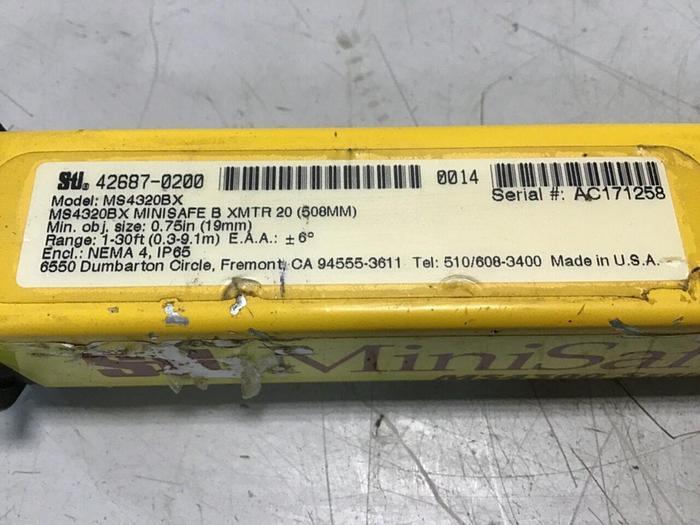 Sti® 42687-0200 0014
Serial #: AC171258
Model: MS4320BX
MS4320BX MINISAFE B XMTR 20 (508MM)
Min. obj. size: 0.75in (19mm)
Range: 1-30ft (0.3-9.1m) E.A.A.: ±6°
Encl.: NEMA 4, IP65
6550 Dumbarton Circle, Fremont, CA 94555-3611 Tel: 510/608-3400 Made in U.S.A.
Sti MiniSaf